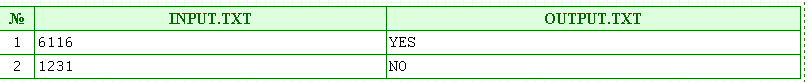 № INPUT.TXT OUTPUT.TXT
1 6116 YES
2 1231 NO